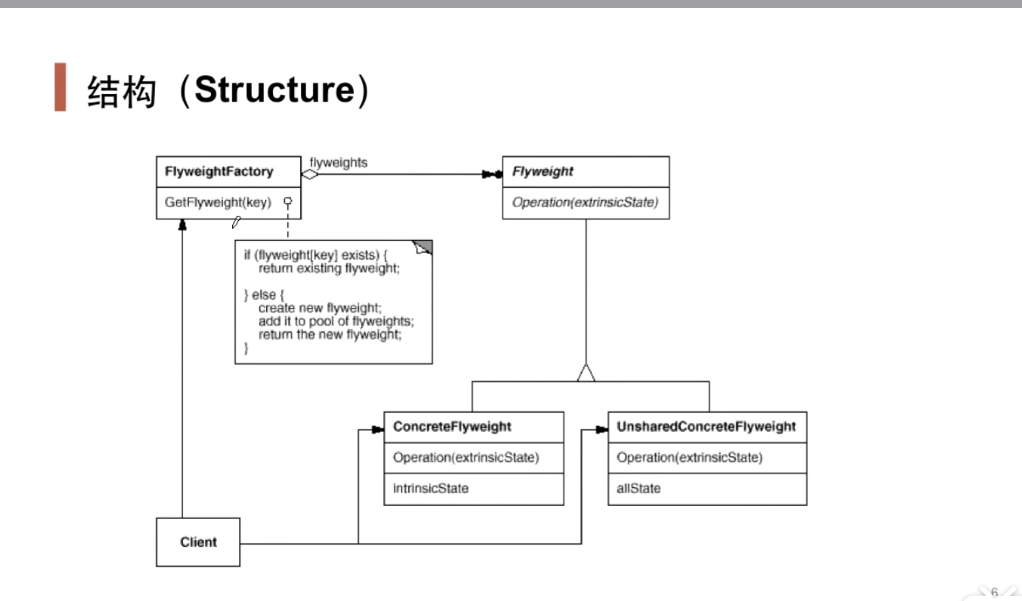 结构（Structure）
flyweights
FlyweightFactory
GetFlyweight(key)
Flyweight
Operation(extrinsicState)
if (flyweight[key] exists) {
return existing flyweight;
} else {
create new flyweight;
add it to pool of flyweights;
return the new flyweight;
}
ConcreteFlyweight
Operation(extrinsicState)
intrinsicState
UnsharedConcreteFlyweight
Operation(extrinsicState)
allState
Client
6